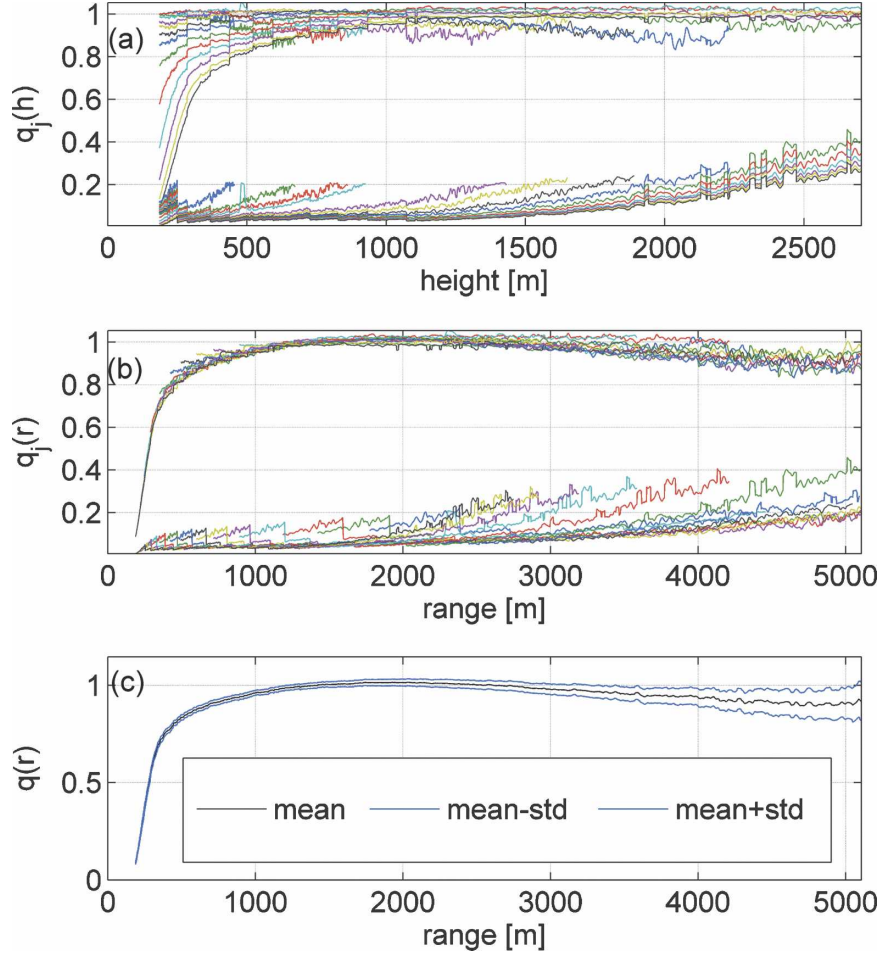 (a)
q_j(h)
1
0.8
0.6
0.4
0.2
0 500 1000 1500 2000 2500
height [m]
(b)
q_j(r)
1
0.8
0.6
0.4
0.2
0 1000 2000 3000 4000 5000
range [m]
(c)
q(r)
1
0.5
0
mean mean-std mean+std
0 1000 2000 3000 4000 5000
range [m]